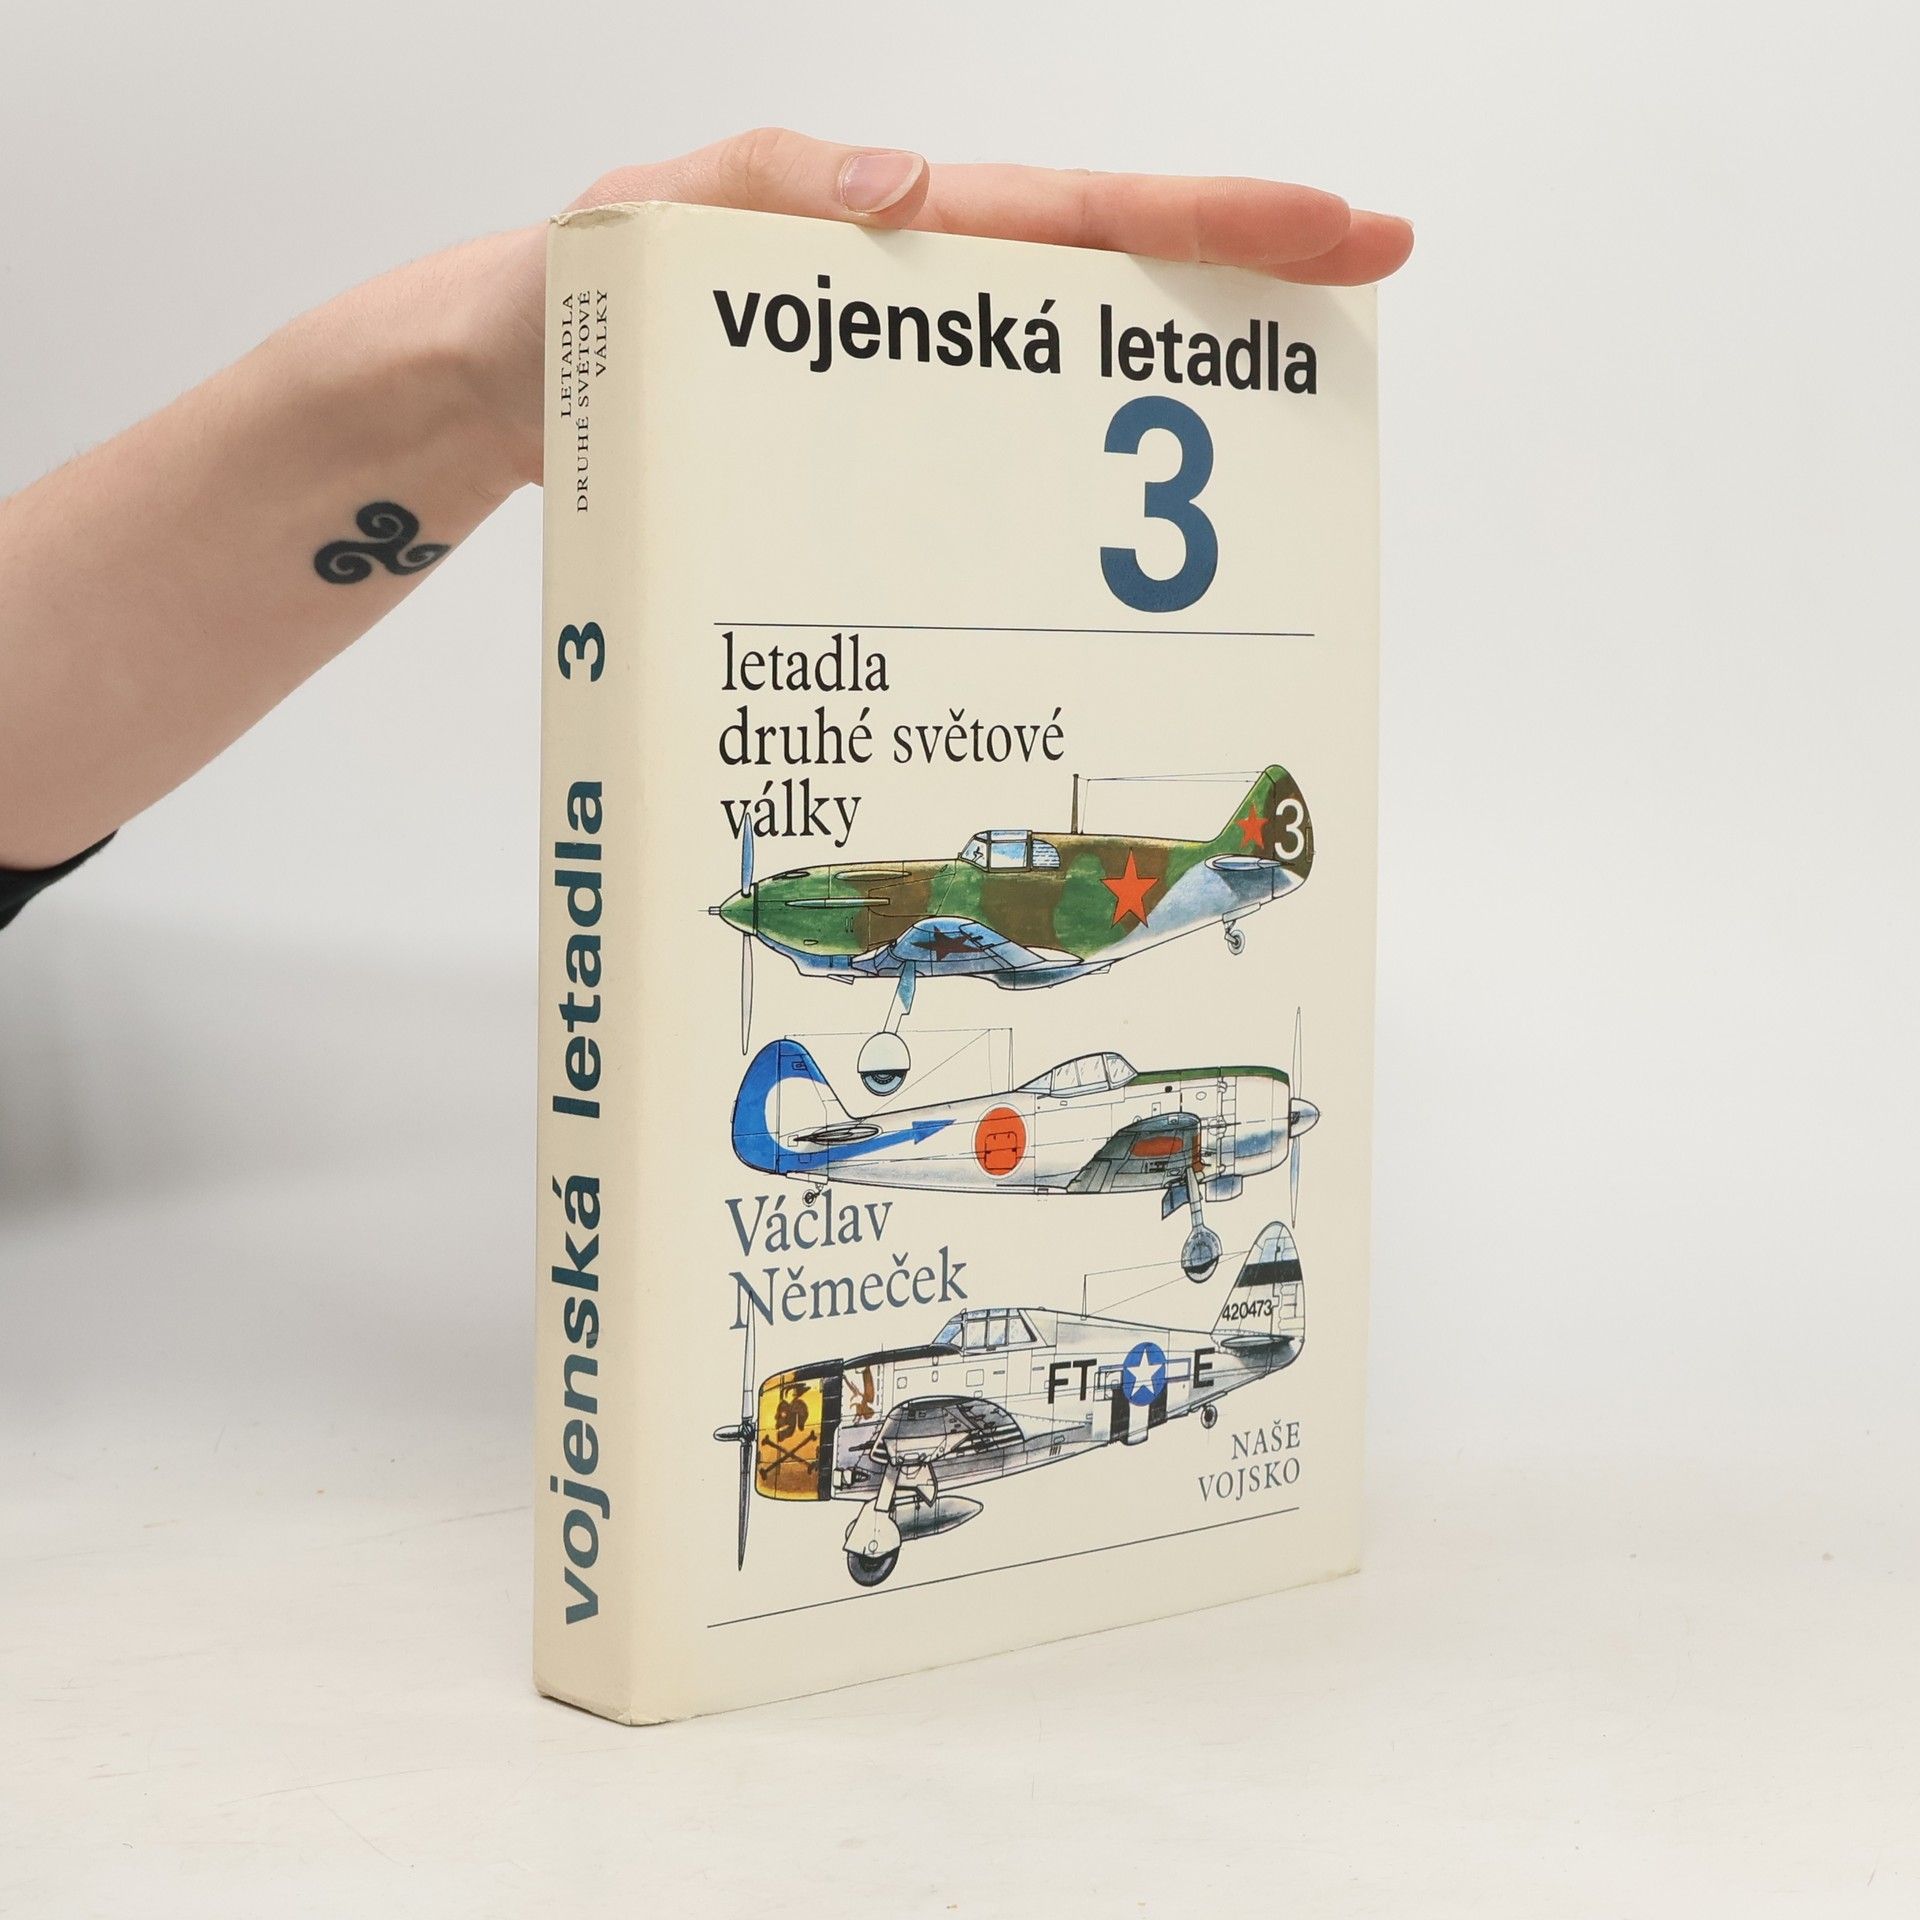 LETADLA
DRUHÉ SVĚTOVÉ
VÁLKY
vojenská letadla 3
vojenská letadla
3
letadla
druhé světové
války
3
Václav
Němeček
420473
FT E
NAŠE
VOJSKO